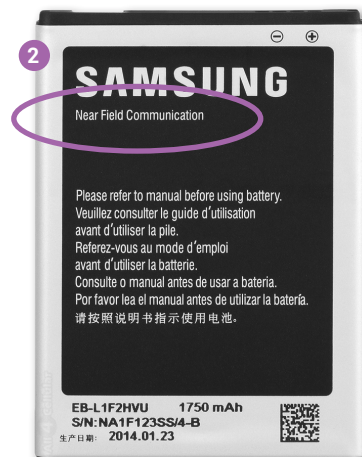 2
SAMSUNG
Near Field Communication
Please refer to manual before using battery.
Veuillez consulter le guide d'utilisation
avant d'utiliser la pile.
Referez-vous au mode d'emploi
avant d'utiliser la batterie.
Consulte o manual antes de usar a bateria.
Por favor lea el manual antes de utilizar la batería.
请按照说明书指示使用电池。
EB-L1F2HVU 1750 mAh
S/N:NA1F123SS/4-B
生产日期: 2014.01.23